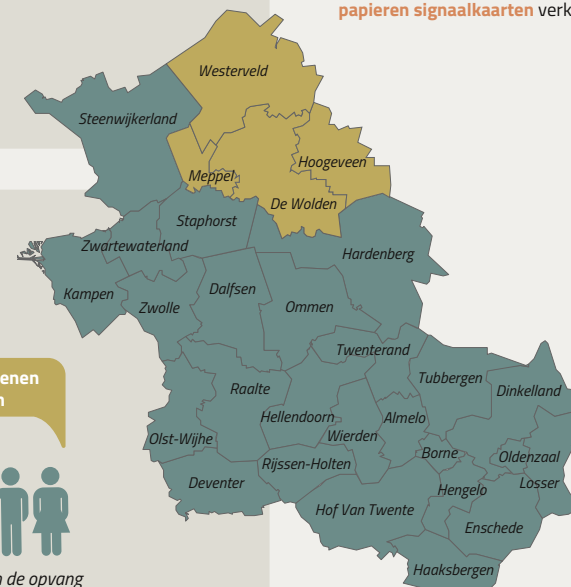 papieren signaalkaarten verk
Westerveld
Steenwijkerland
Hoogeveen
Meppel
De Wolden
Staphorst
Zwartewaterland
Hardenberg
Kampen
Dalfsen
Zwolle
Ommen
Twenterand
enen
n
Tubbergen
Raalte
Dinkelland
Hellendoorn
Almelo
Wierden
Olst-Wijhe
Borne
Oldenzaal
Rijssen-Holten
Deventer
Hengelo
Losser
Hof Van Twente
Enschede
Haaksbergen
n de opvang